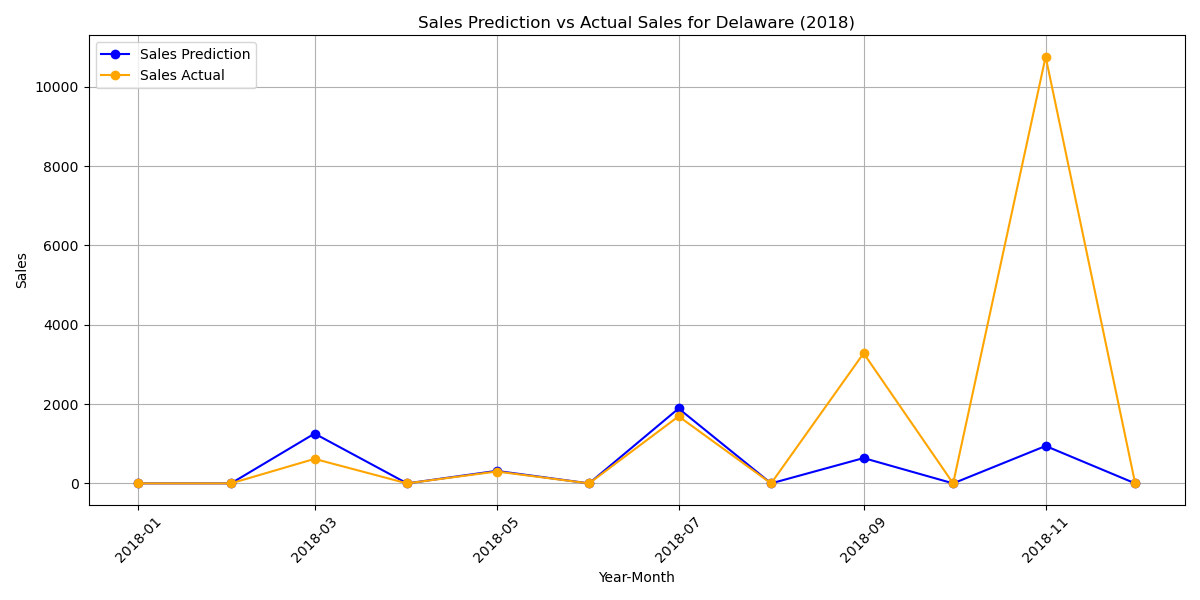 Sales Prediction vs Actual Sales for Delaware (2018)
Sales Prediction
Sales Actual
10000
8000
6000
4000
2000
0
Sales
2018-01
2018-03
2018-05
2018-07
2018-09
2018-11
Year-Month